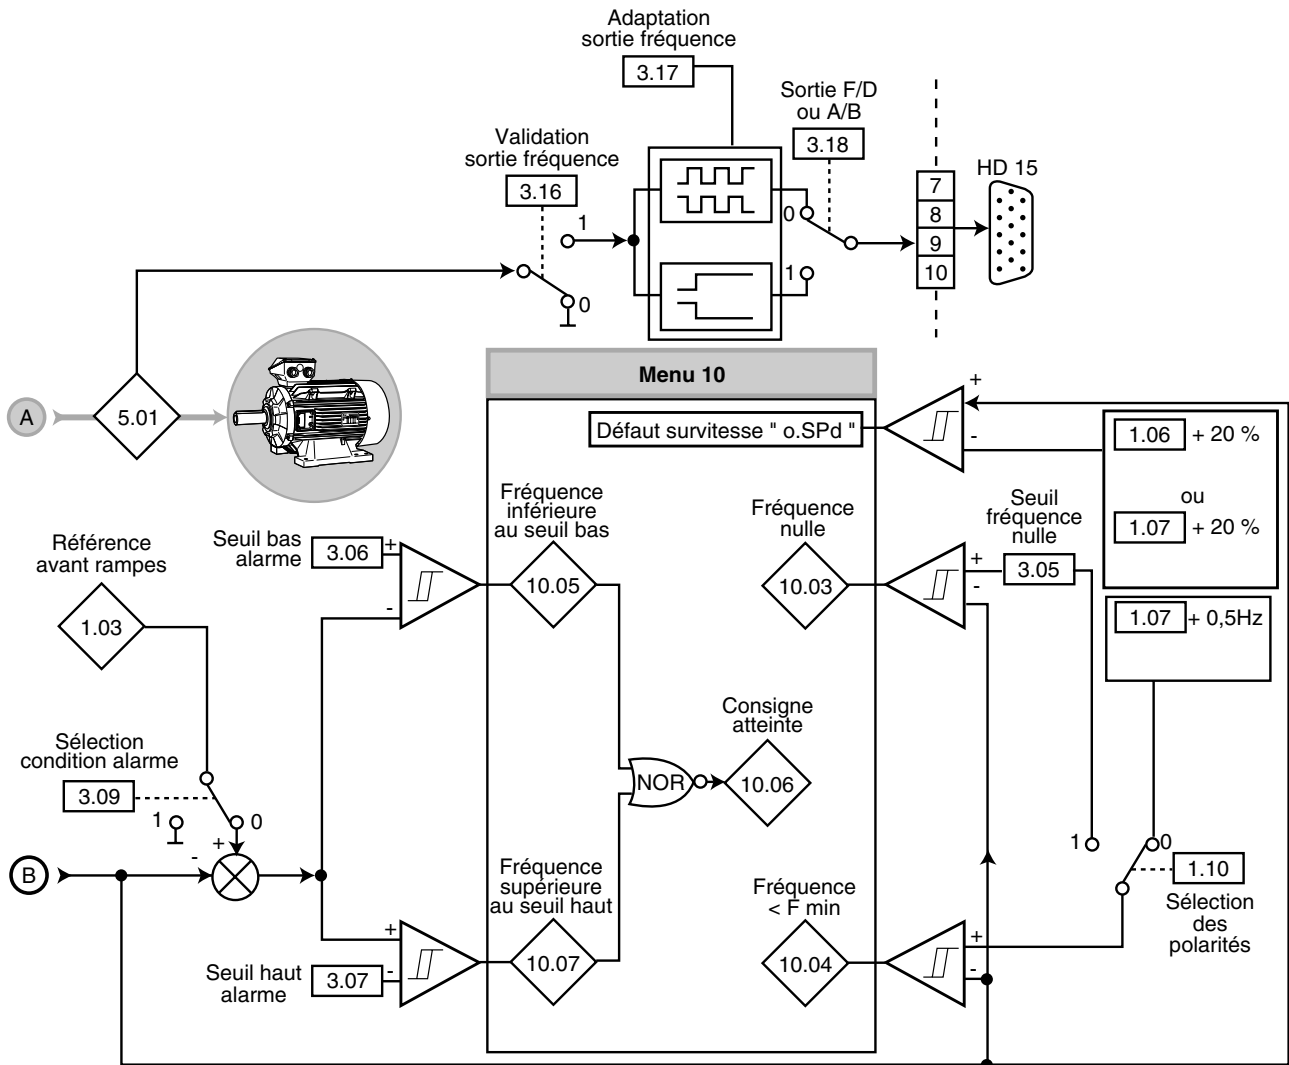 Adaptation
sortie fréquence
3.17
Sortie F/D
ou A/B
3.18
Validation
sortie fréquence
3.16
HD 15
7
8
9
10
1
0
0
1
A
5.01
Menu 10
Défaut survitesse " o.SPd "
+
-
1.06 + 20 %
ou
1.07 + 20 %
Seuil
fréquence
nulle
3.05
Fréquence
inférieure
au seuil bas
10.05
Fréquence
nulle
10.03
+
-
Seuil bas
alarme
3.06
+
-
Référence
avant rampes
1.03
1.07 + 0,5Hz
Consigne
atteinte
NOR
10.06
Sélection
condition alarme
3.09
1
0
+
-
B
1
0
1.10
Sélection
des
polarités
Fréquence
supérieure
au seuil haut
10.07
Fréquence
< F min
10.04
+
-
Seuil haut
alarme
3.07
+
-